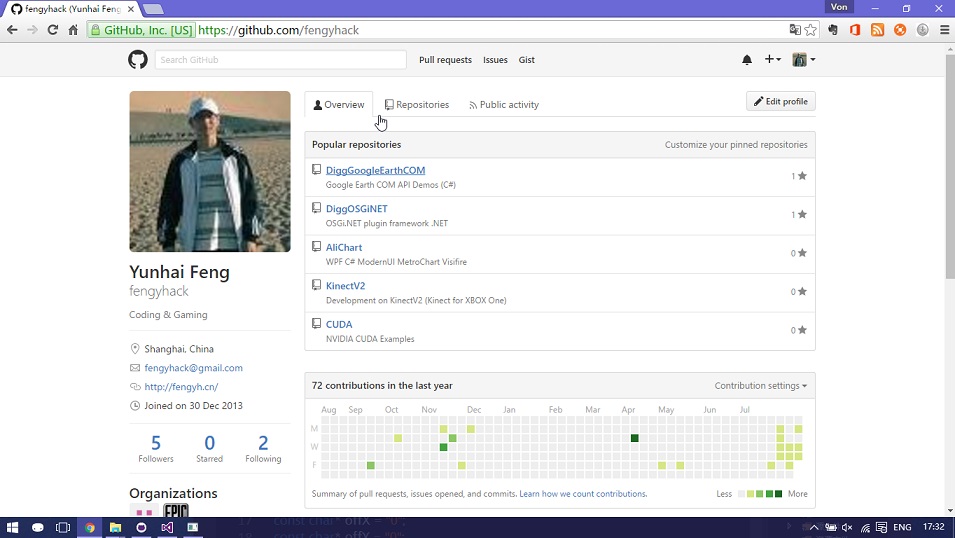 fengyhack (Yunhai Feng
Von
GitHub, Inc. [US] https://github.com/fengyhack
Search GitHub
Pull requests Issues Gist
Overview Repositories Public activity
Edit profile
Popular repositories
Customize your pinned repositories
DiggGoogleEarthCOM
Google Earth COM API Demos (C#)
1
DiggOSGiNET
OSGi.NET plugin framework .NET
1
AliChart
WPF C# ModernUI MetroChart Visifire
0
KinectV2
Development on KinectV2 (Kinect for XBOX One)
0
CUDA
NVIDIA CUDA Examples
0
Yunhai Feng
fengyhack
Coding & Gaming
Shanghai, China
fengyhack@gmail.com
http://fengyh.cn/
Joined on 30 Dec 2013
5 0 2
Followers Starred Following
Organizations
EPIC
72 contributions in the last year
Contribution settings
Aug Sep Oct Nov Dec Jan Feb Mar Apr May Jun Jul
M
W
F
Summary of pull requests, issues opened, and commits. Learn how we count contributions.
Less More
17 const char* offX = "0";
ENG 17:32